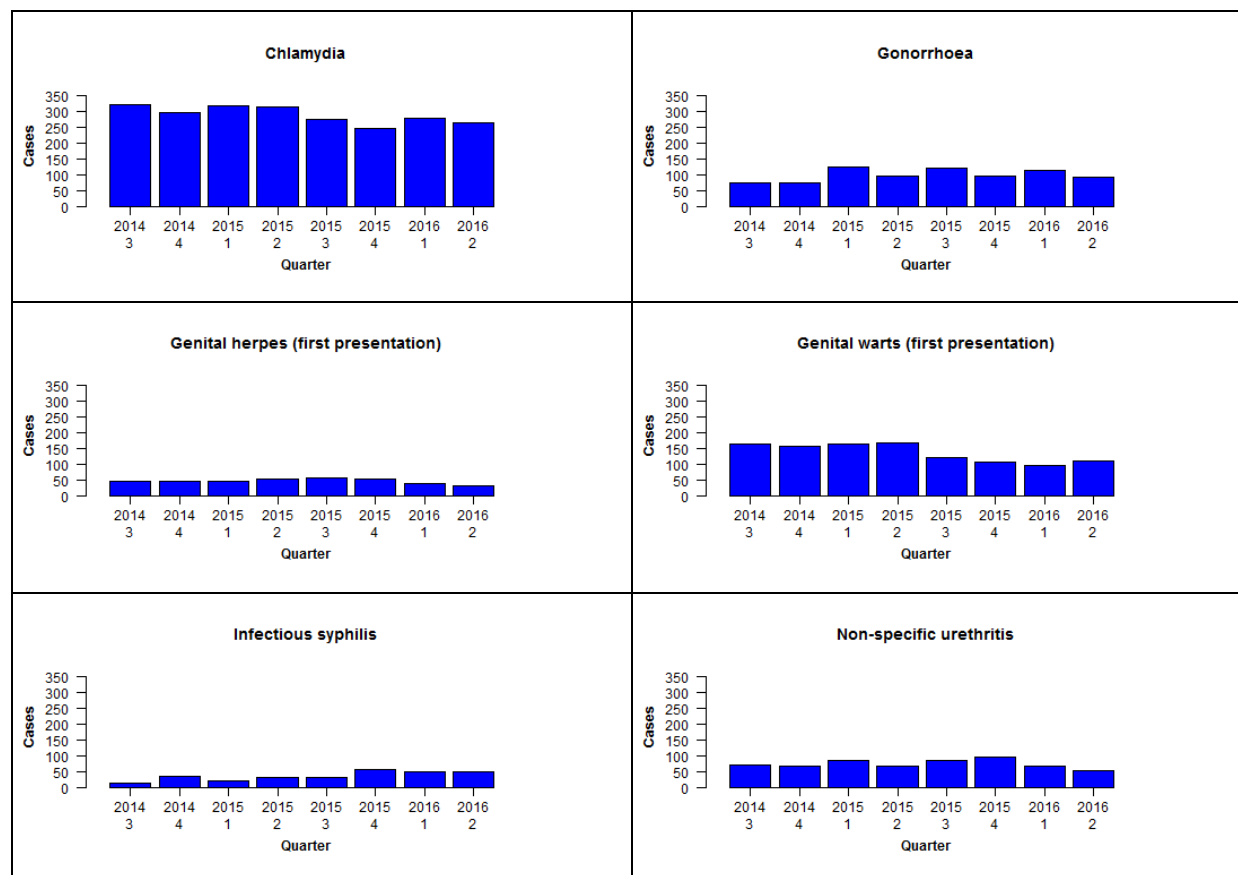 Chlamydia
Cases
350
300
250
200
150
100
50
0
2014 2014 2015 2015 2015 2015 2016 2016
3 4 1 2 3 4 1 2
Quarter
Gonorrhoea
Cases
350
300
250
200
150
100
50
0
2014 2014 2015 2015 2015 2015 2016 2016
3 4 1 2 3 4 1 2
Quarter
Genital herpes (first presentation)
Cases
350
300
250
200
150
100
50
0
2014 2014 2015 2015 2015 2015 2016 2016
3 4 1 2 3 4 1 2
Quarter
Genital warts (first presentation)
Cases
350
300
250
200
150
100
50
0
2014 2014 2015 2015 2015 2015 2016 2016
3 4 1 2 3 4 1 2
Quarter
Infectious syphilis
Cases
350
300
250
200
150
100
50
0
2014 2014 2015 2015 2015 2015 2016 2016
3 4 1 2 3 4 1 2
Quarter
Non-specific urethritis
Cases
350
300
250
200
150
100
50
0
2014 2014 2015 2015 2015 2015 2016 2016
3 4 1 2 3 4 1 2
Quarter